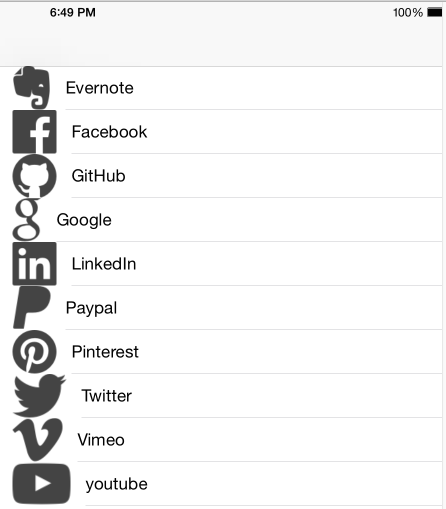 6:49 PM 100%
Evernote
Facebook
GitHub
Google
LinkedIn
Paypal
Pinterest
Twitter
Vimeo
youtube